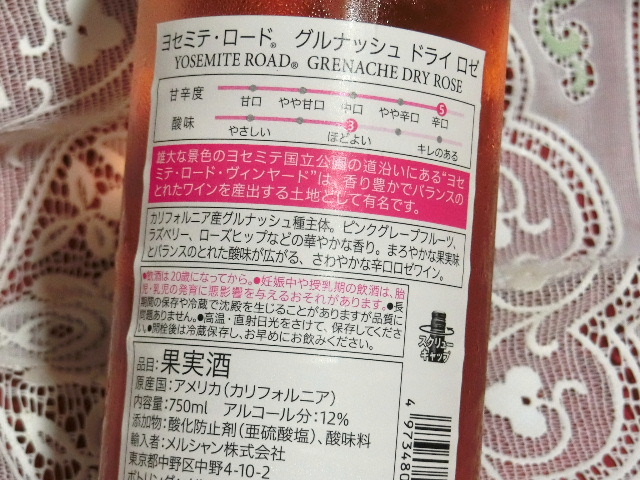 ヨセミテ・ロード® グルナッシュ ドライ ロゼ
YOSEMITE ROAD® GRENACHE DRY ROSE
甘辛度 5
甘口 やや甘口 中口 やや辛口 辛口
酸味 3
やさしい ほどよい キレのある
雄大な景色のヨセミテ国立公園の道沿いにある"ヨセ
ミテ・ロード・ヴィンヤード"は、香り豊かでバランスの
とれたワインを産出する土地として有名です。
カリフォルニア産グルナッシュ種主体。ピンクグレープフルーツ、
ラズベリー、ローズヒップなどの華やかな香り。まろやかな果実味
とバランスのとれた酸味が広がる、さわやかな辛口ロゼワイン。
●飲酒は20歳になってから。●妊娠中や授乳期の飲酒は、胎
児・乳児の発育に悪影響を与えるおそれがあります。●長
期間の保存や冷蔵で沈殿を生じることがありますが品質に
問題ありません。●高温・直射日光をさけて、保存してくださ
い。●開栓後は冷蔵保存し、お早めにお飲みください。
スクリュー
キャップ
品目:果実酒
原産国:アメリカ(カリフォルニア)
内容量:750ml アルコール分:12%
添加物:酸化防止剤(亜硫酸塩)、酸味料
輸入者:メルシャン株式会社
東京都中野区中野4-10-2
4 973480